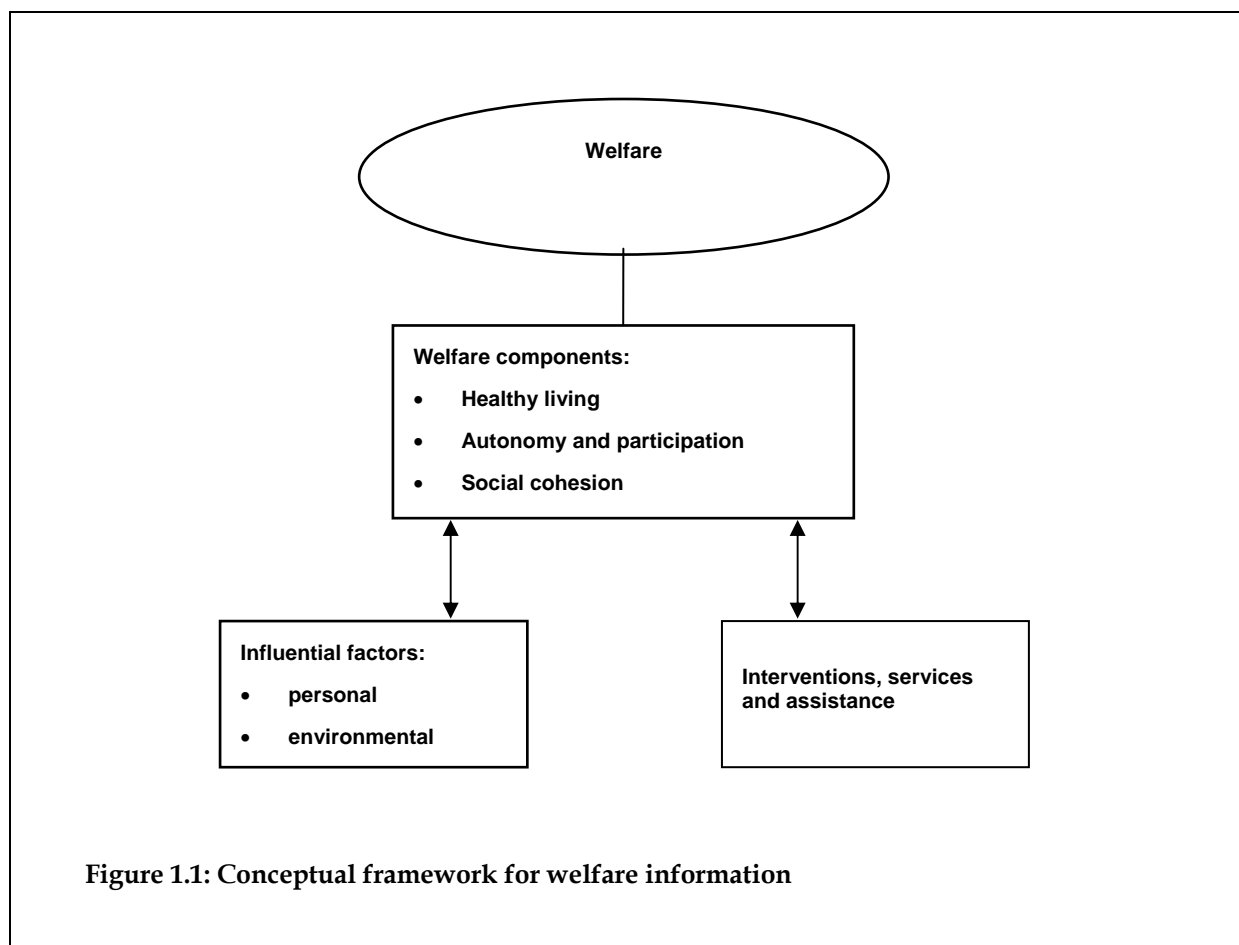 Welfare
Welfare components:
• Healthy living
• Autonomy and participation
• Social cohesion
Influential factors:
• personal
• environmental
Interventions, services
and assistance
Figure 1.1: Conceptual framework for welfare information